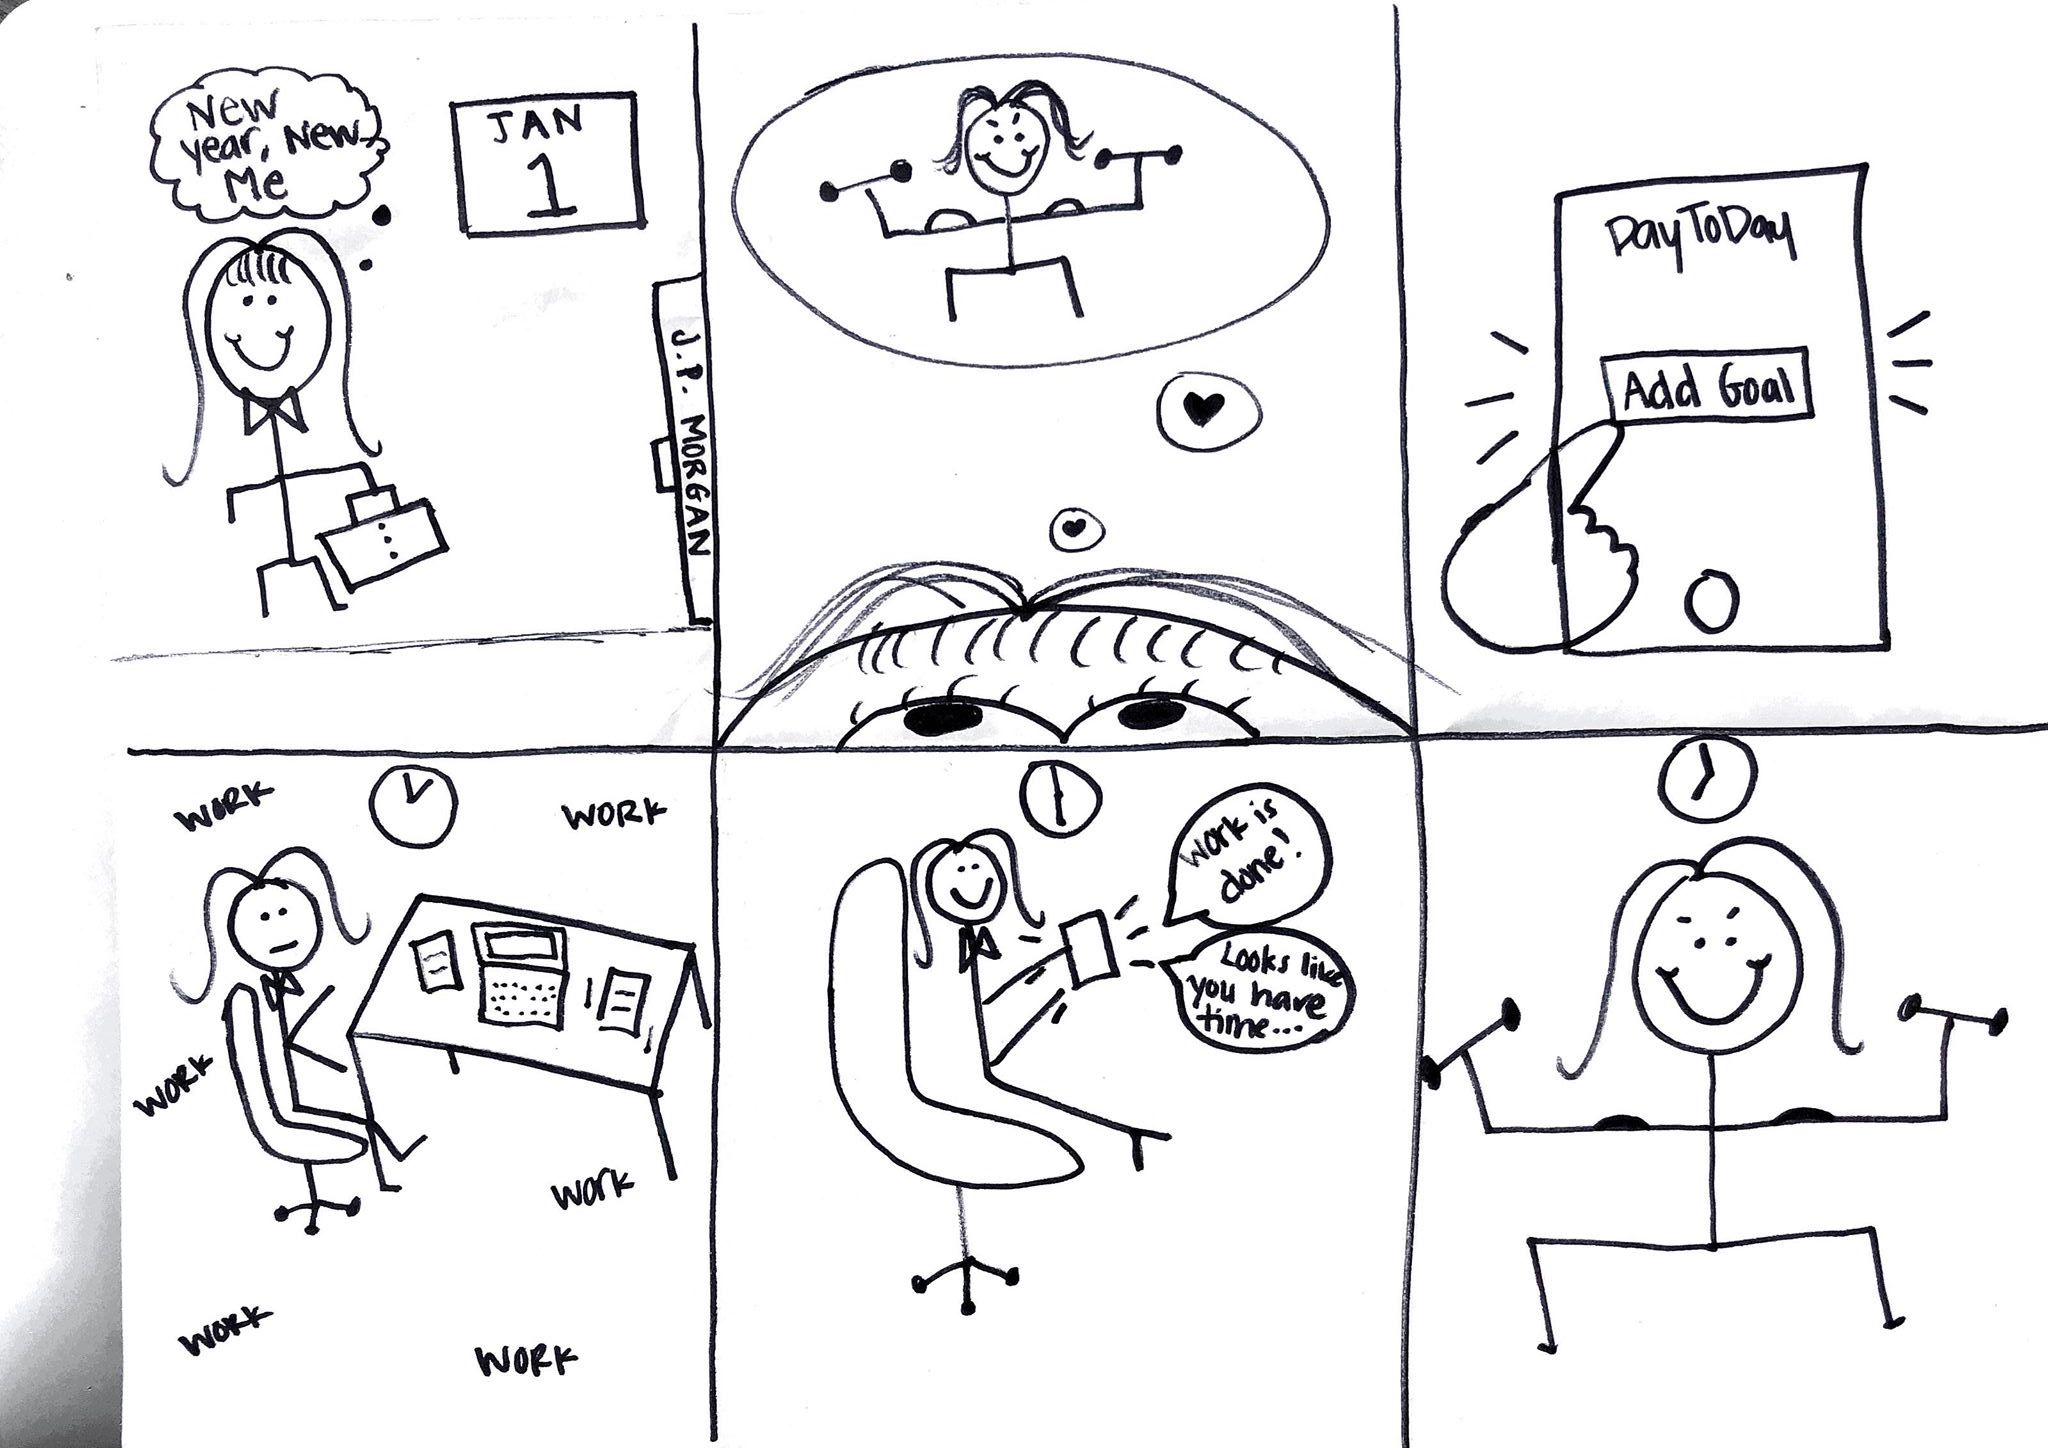 New
year, New
Me
JAN
1
J.P. MORGAN
DayToDay
Add Goal
WORK
WORK
WORK
Work
WORK
WORK
Work is
done!
Looks like
you have
time...